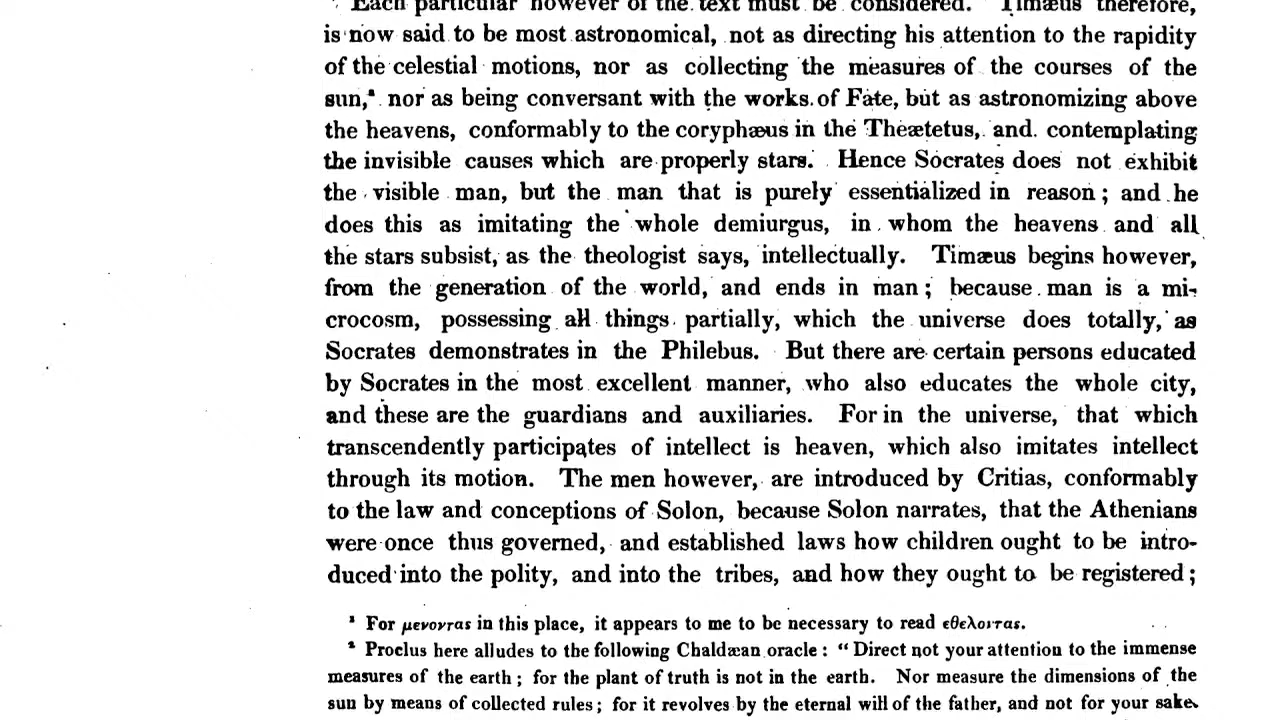 Each particular however of the text must be considered. Timæus therefore,
is now said to be most astronomical, not as directing his attention to the rapidity
of the celestial motions, nor as collecting the measures of the courses of the
sun,² nor as being conversant with the works of Fate, but as astronomizing above
the heavens, conformably to the coryphæus in the Theætetus, and contemplating
the invisible causes which are properly stars. Hence Socrates does not exhibit
the visible man, but the man that is purely essentialized in reason; and he
does this as imitating the whole demiurgus, in whom the heavens and all
the stars subsist, as the theologist says, intellectually. Timæus begins however,
from the generation of the world, and ends in man; because man is a mi-
crocosm, possessing all things partially, which the universe does totally, as
Socrates demonstrates in the Philebus. But there are certain persons educated
by Socrates in the most excellent manner, who also educates the whole city,
and these are the guardians and auxiliaries. For in the universe, that which
transcendently participates of intellect is heaven, which also imitates intellect
through its motion. The men however, are introduced by Critias, conformably
to the law and conceptions of Solon, because Solon narrates, that the Athenians
were once thus governed, and established laws how children ought to be intro-
duced into the polity, and into the tribes, and how they ought to be registered;
¹ For μενοντας in this place, it appears to me to be necessary to read εθελοντας.
² Proclus here alludes to the following Chaldæan oracle: “Direct not your attention to the immense
measures of the earth; for the plant of truth is not in the earth. Nor measure the dimensions of the
sun by means of collected rules; for it revolves by the eternal will of the father, and not for your sake.